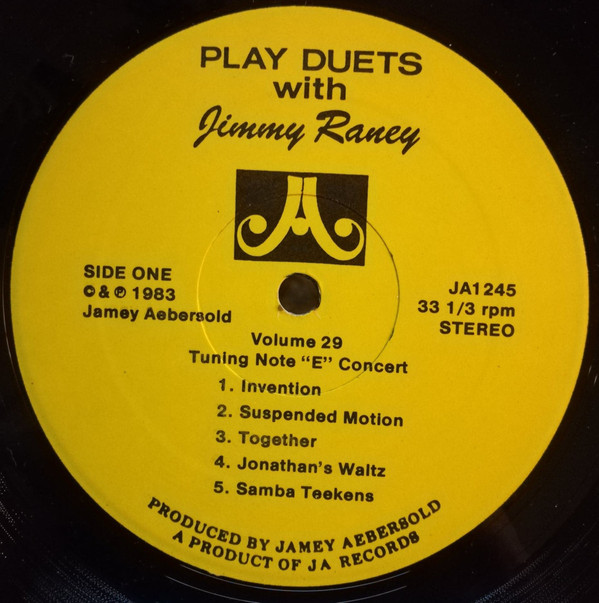 PLAY DUETS
with
Jimmy Raney
JA
SIDE ONE
© & ℗ 1983
Jamey Aebersold
JA1245
33 1/3 rpm
STEREO
Volume 29
Tuning Note “E” Concert
1. Invention
2. Suspended Motion
3. Together
4. Jonathan's Waltz
5. Samba Teekens
PRODUCED BY JAMEY AEBERSOLD
A PRODUCT OF JA RECORDS